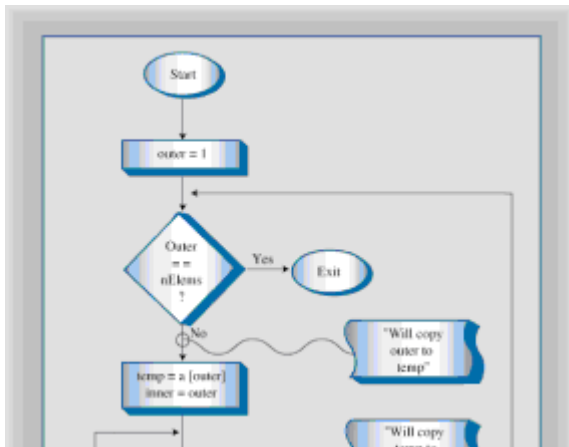 Start
outer = 1
Outer
= =
nElems
?
Yes
Exit
No
"Will copy
outer to
temp"
temp = a [outer]
inner = outer
"Will copy